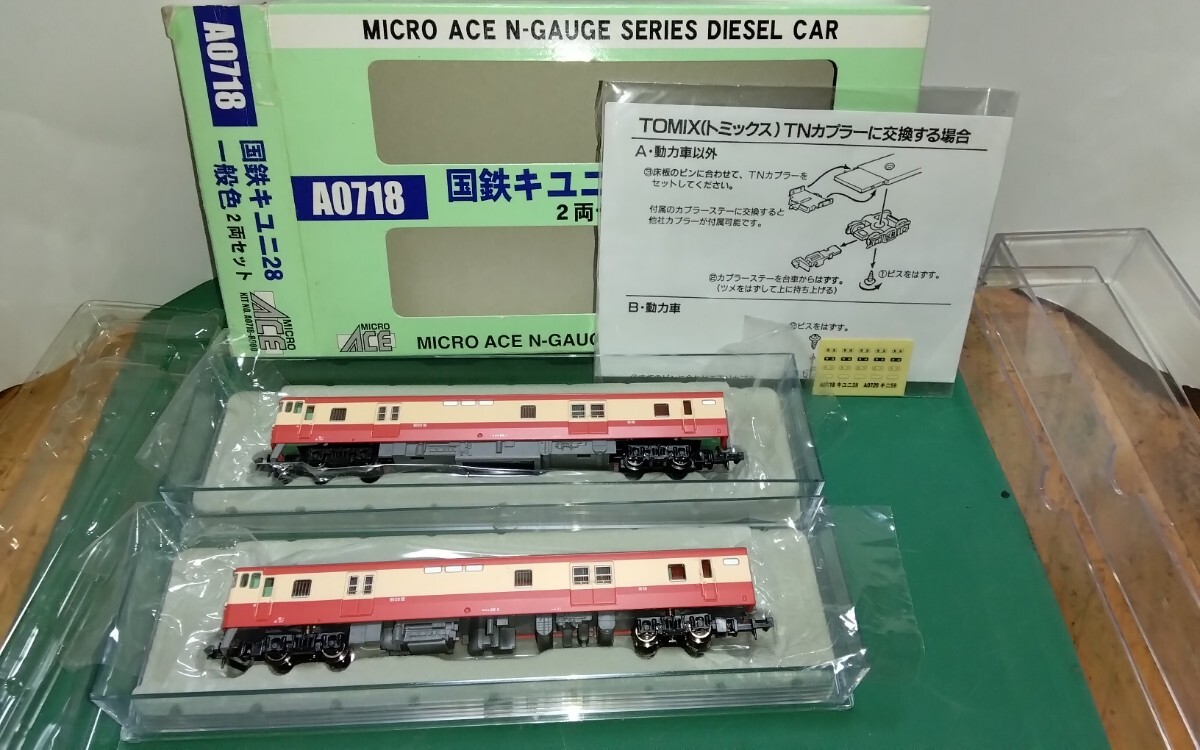 MICRO ACE N-GAUGE SERIES DIESEL CAR
A0718
国鉄キユニ28
一般色2両セット
MICRO ACE
A0718
国鉄キユニ
2両
MICRO ACE
MICRO ACE N-GAUG
TOMIX(トミックス)TNカプラーに交換する場合
A・動力車以外
③床板のピンに合わせて、TNカプラーを
セットしてください。
付属のカプラーステーに交換すると
他社カプラーが付属可能です。
②カプラーステーを台車からはずす。
(ツメをはずして上に持ち上げる)
①ビスをはずす。
B・動力車
ビスをはずす。
A0718 キユニ28